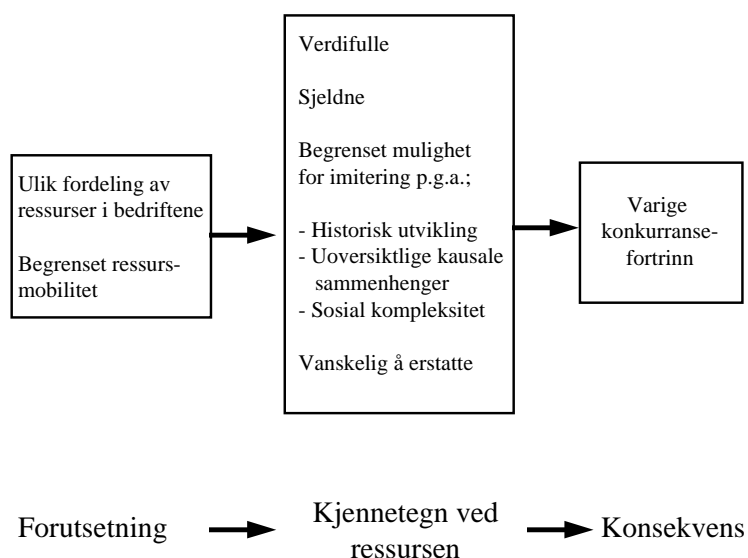 Ulik fordeling av
ressurser i bedriftene
Begrenset ressurs-
mobilitet
Verdifulle
Sjeldne
Begrenset mulighet
for imitering p.g.a.;
- Historisk utvikling
- Uoversiktlige kausale
sammenhenger
- Sosial kompleksitet
Vanskelig å erstatte
Varige
konkurranse-
fortrinn
Forutsetning
Kjennetegn ved
ressursen
Konsekvens